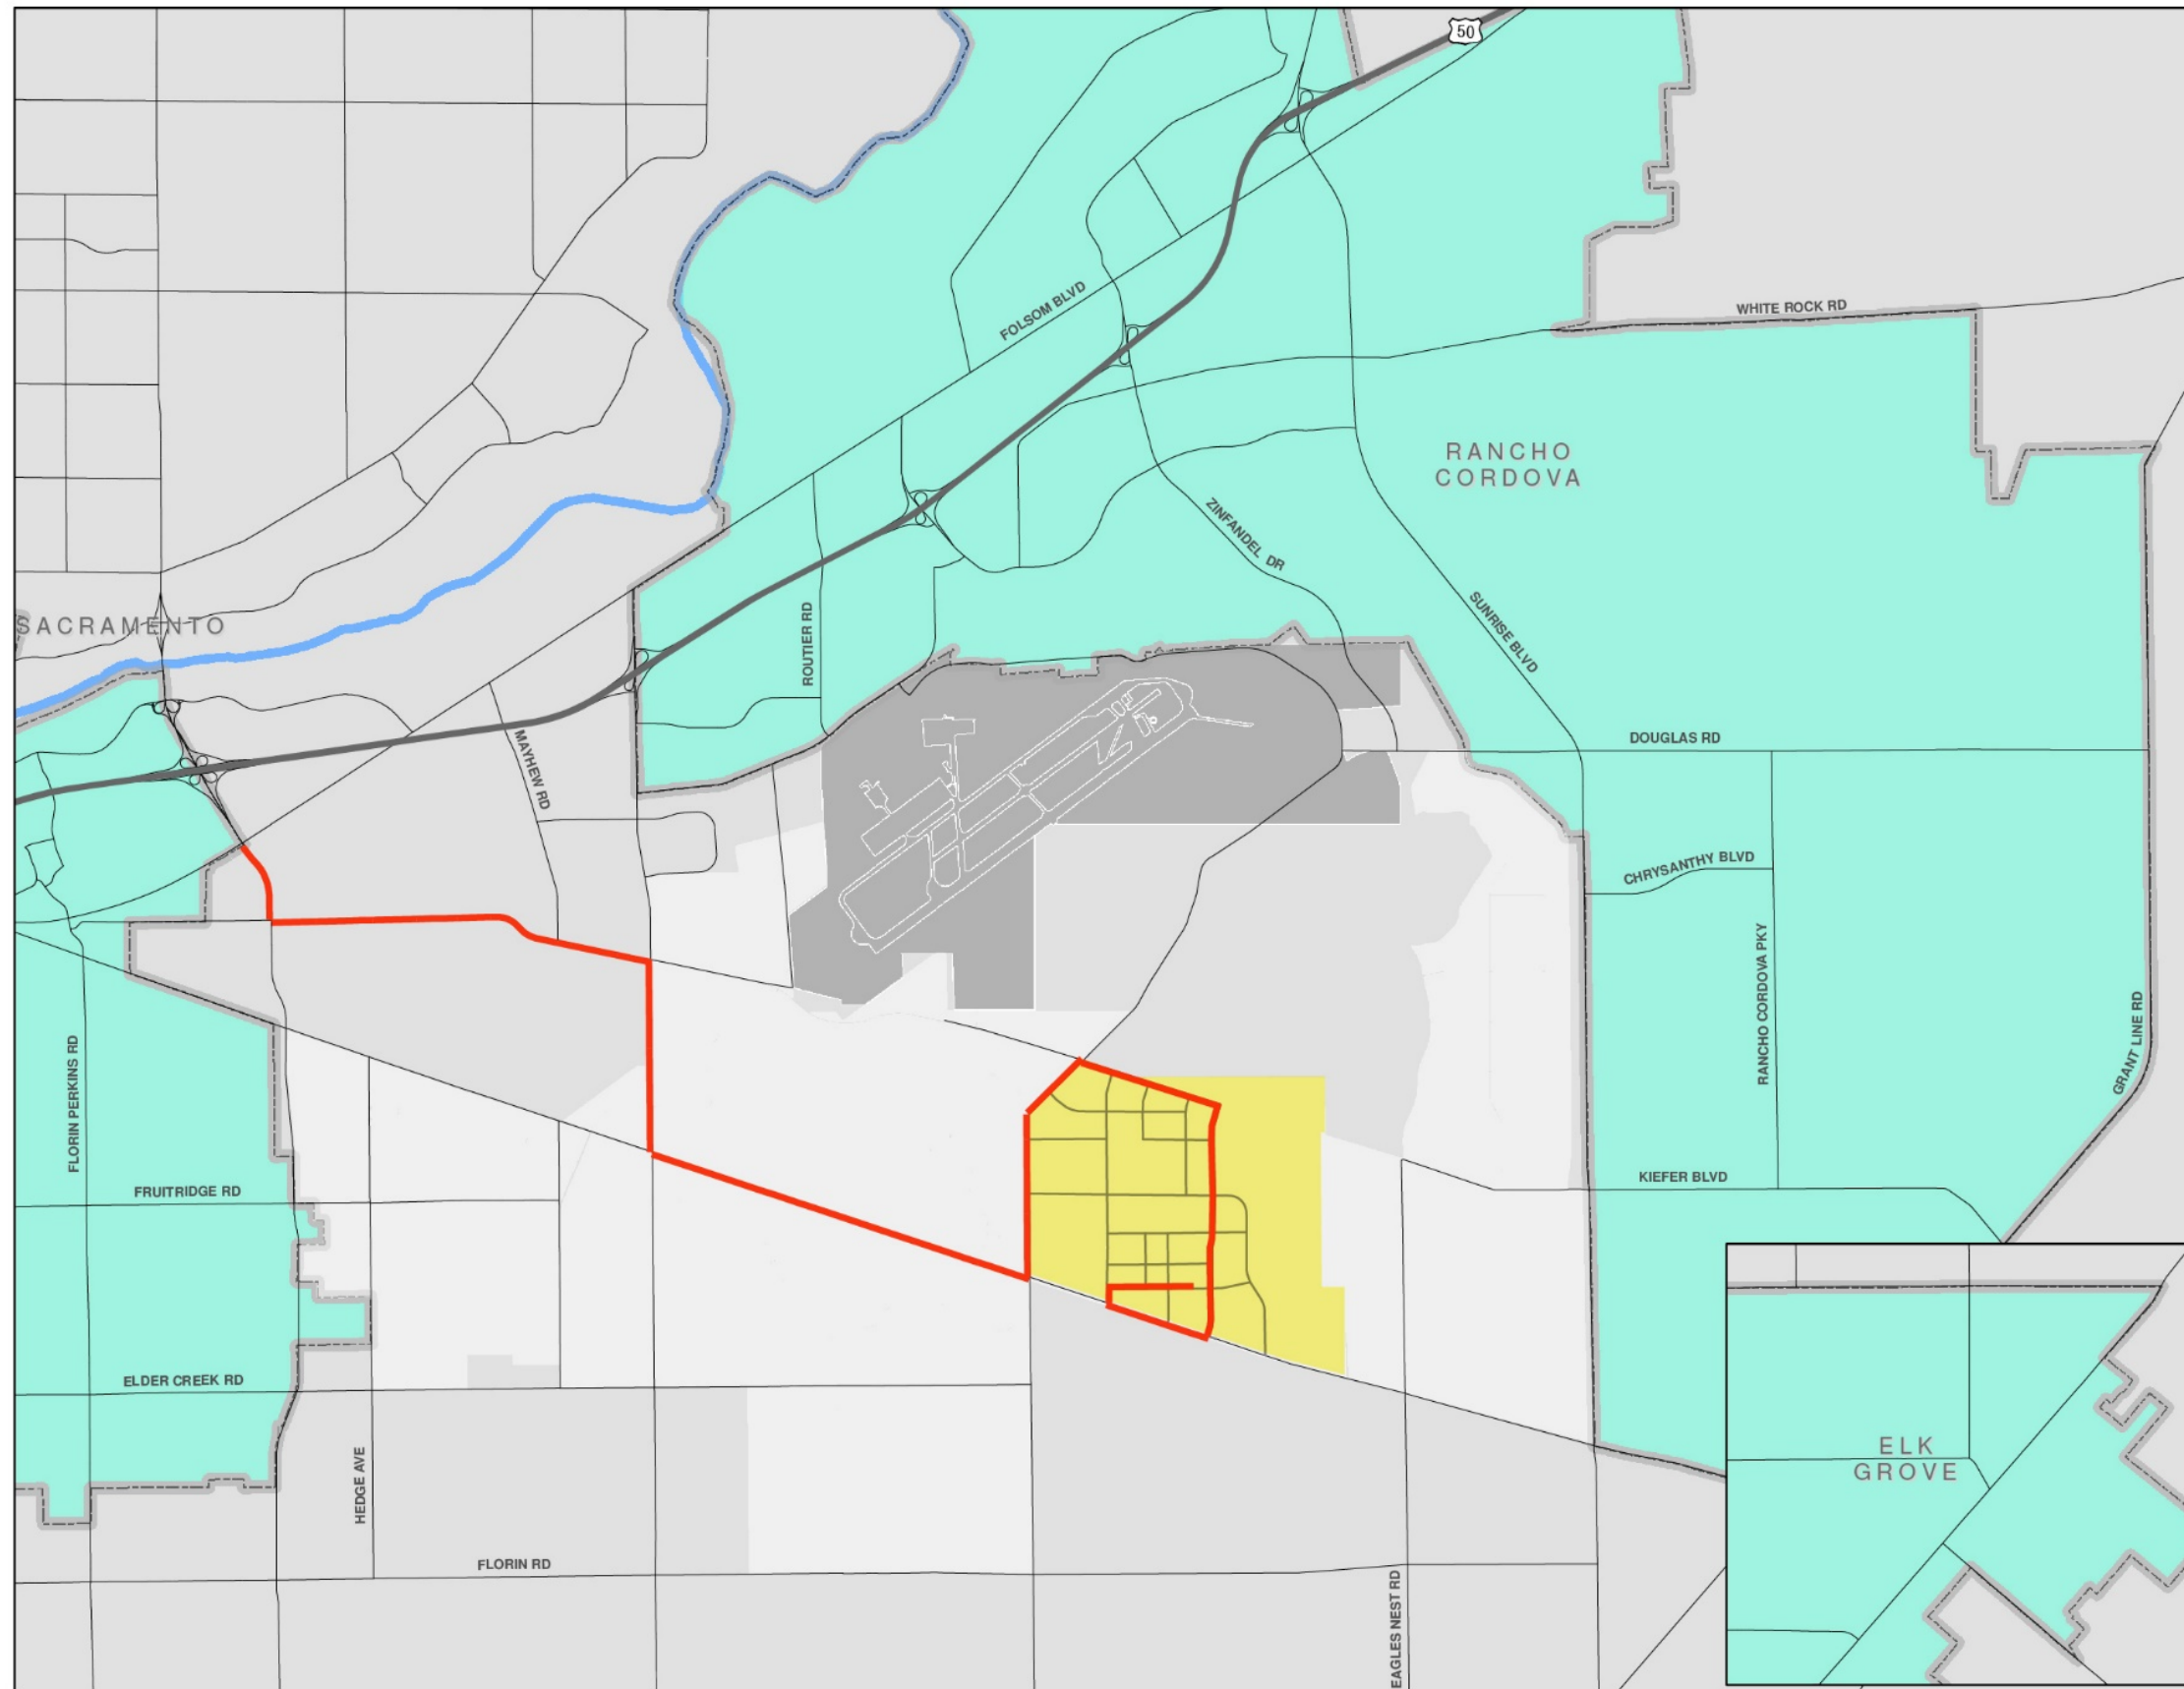 50
WHITE ROCK RD
FOLSOM BLVD
RANCHO
CORDOVA
ZINFANDEL DR
SUNRISE BLVD
SACRAMENTO
ROUTIER RD
MAYHEW RD
DOUGLAS RD
CHRYSANTHY BLVD
RANCHO CORDOVA PKY
GRANT LINE RD
FLORIN PERKINS RD
FRUITRIDGE RD
KIEFER BLVD
ELDER CREEK RD
HEDGE AVE
ELK
GROVE
FLORIN RD
EAGLES NEST RD